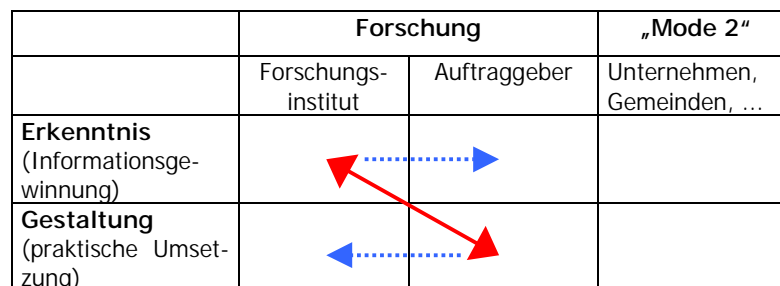 Forschung „Mode 2“
Forschungs- Auftraggeber Unternehmen,
institut Gemeinden, ...
Erkenntnis
(Informationsge-
winnung)
Gestaltung
(praktische Umset-
zung)